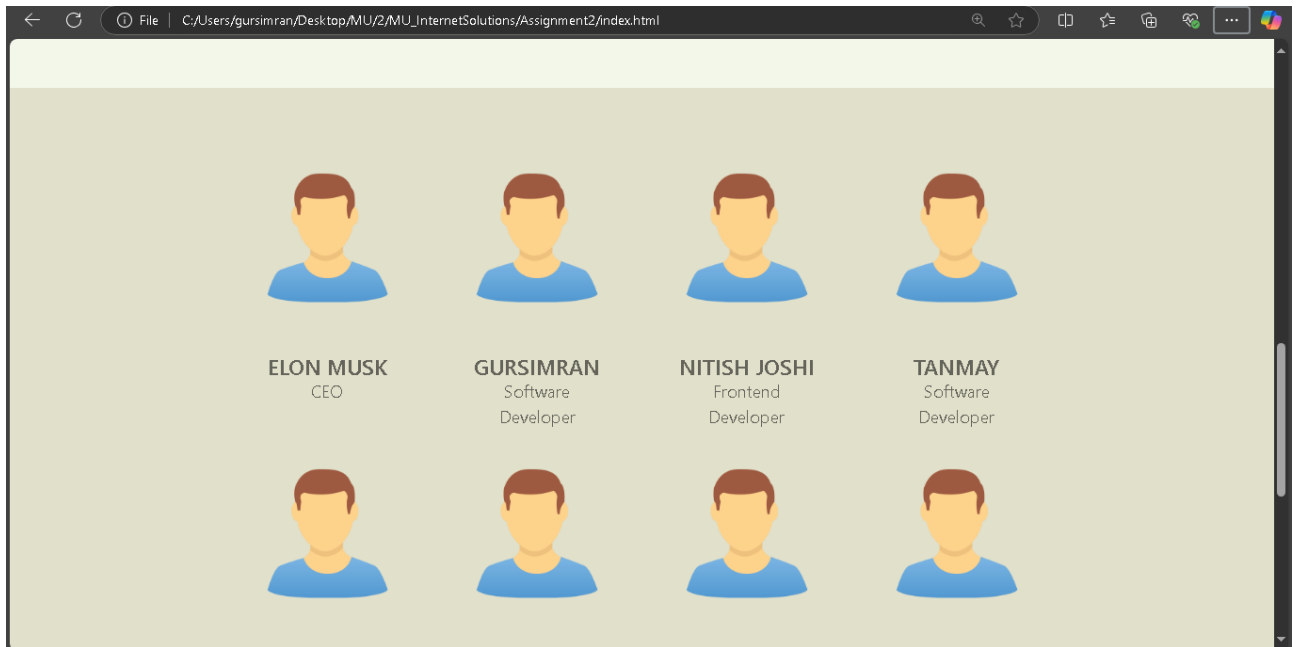 File
C:/Users/gursimran/Desktop/MU/2/MU_InternetSolutions/Assignment2/index.html
ELON MUSK
CEO
GURSIMRAN
Software
Developer
NITISH JOSHI
Frontend
Developer
TANMAY
Software
Developer